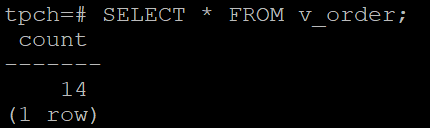 tpch=# SELECT * FROM v_order;
 count
-------
    14
(1 row)